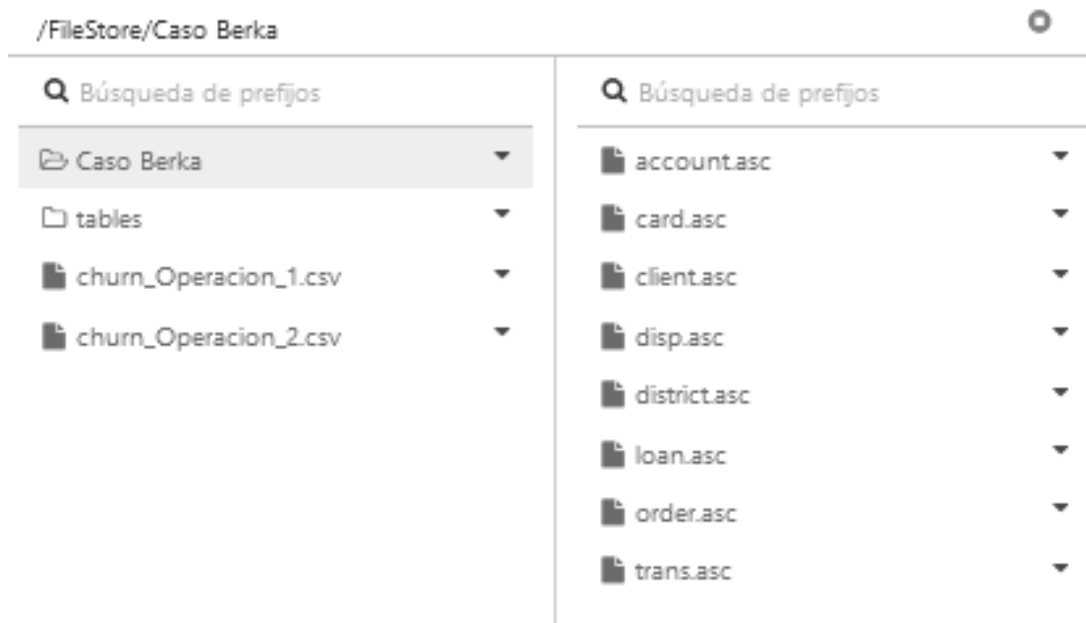 /FileStore/Caso Berka
Búsqueda de prefijos
Caso Berka
tables
churn_Operacion_1.csv
churn_Operacion_2.csv
Búsqueda de prefijos
account.asc
card.asc
client.asc
disp.asc
district.asc
loan.asc
order.asc
trans.asc